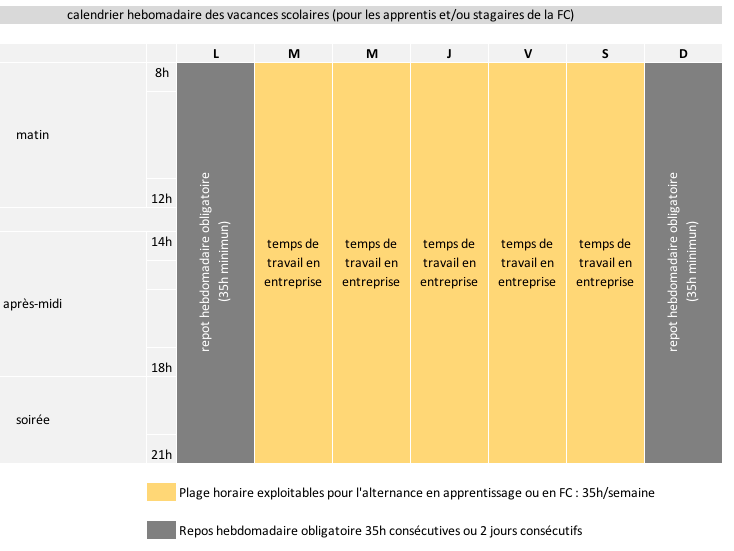 calendrier hebomadaire des vacances scolaires (pour les apprentis et/ou stagaires de la FC)
L M M J V S D
8h
matin
12h
14h
après-midi
18h
soirée
21h
repot hebdomadaire obligatoire
(35h minimun)
temps de
travail en
entreprise
temps de
travail en
entreprise
temps de
travail en
entreprise
temps de
travail en
entreprise
temps de
travail en
entreprise
repot hebdomadaire obligatoire
(35h minimun)
Plage horaire exploitables pour l'alternance en apprentissage ou en FC : 35h/semaine
Repos hebdomadaire obligatoire 35h consécutives ou 2 jours consécutifs